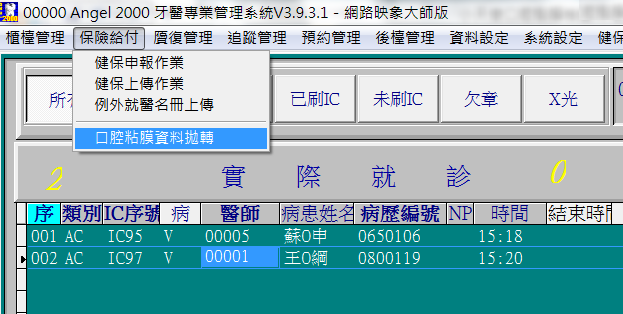 00000 Angel 2000 牙醫專業管理系統V3.9.3.1 - 網路映象大師版
櫃檯管理 保險給付 贗復管理 追蹤管理 預約管理 後檯管理 資料設定 系統設定 健保
健保申報作業
健保上傳作業
例外就醫名冊上傳
口腔粘膜資料拋轉
所 已刷IC 未刷IC 欠章 X光
2 實際就診 0
序 類別 IC序號 病 醫師 病患姓名 病歷編號 NP 時間 結束時間
001 AC IC95 V 00005 蘇O申 0650106 15:18
002 AC IC97 V 00001 王O綱 0800119 15:20